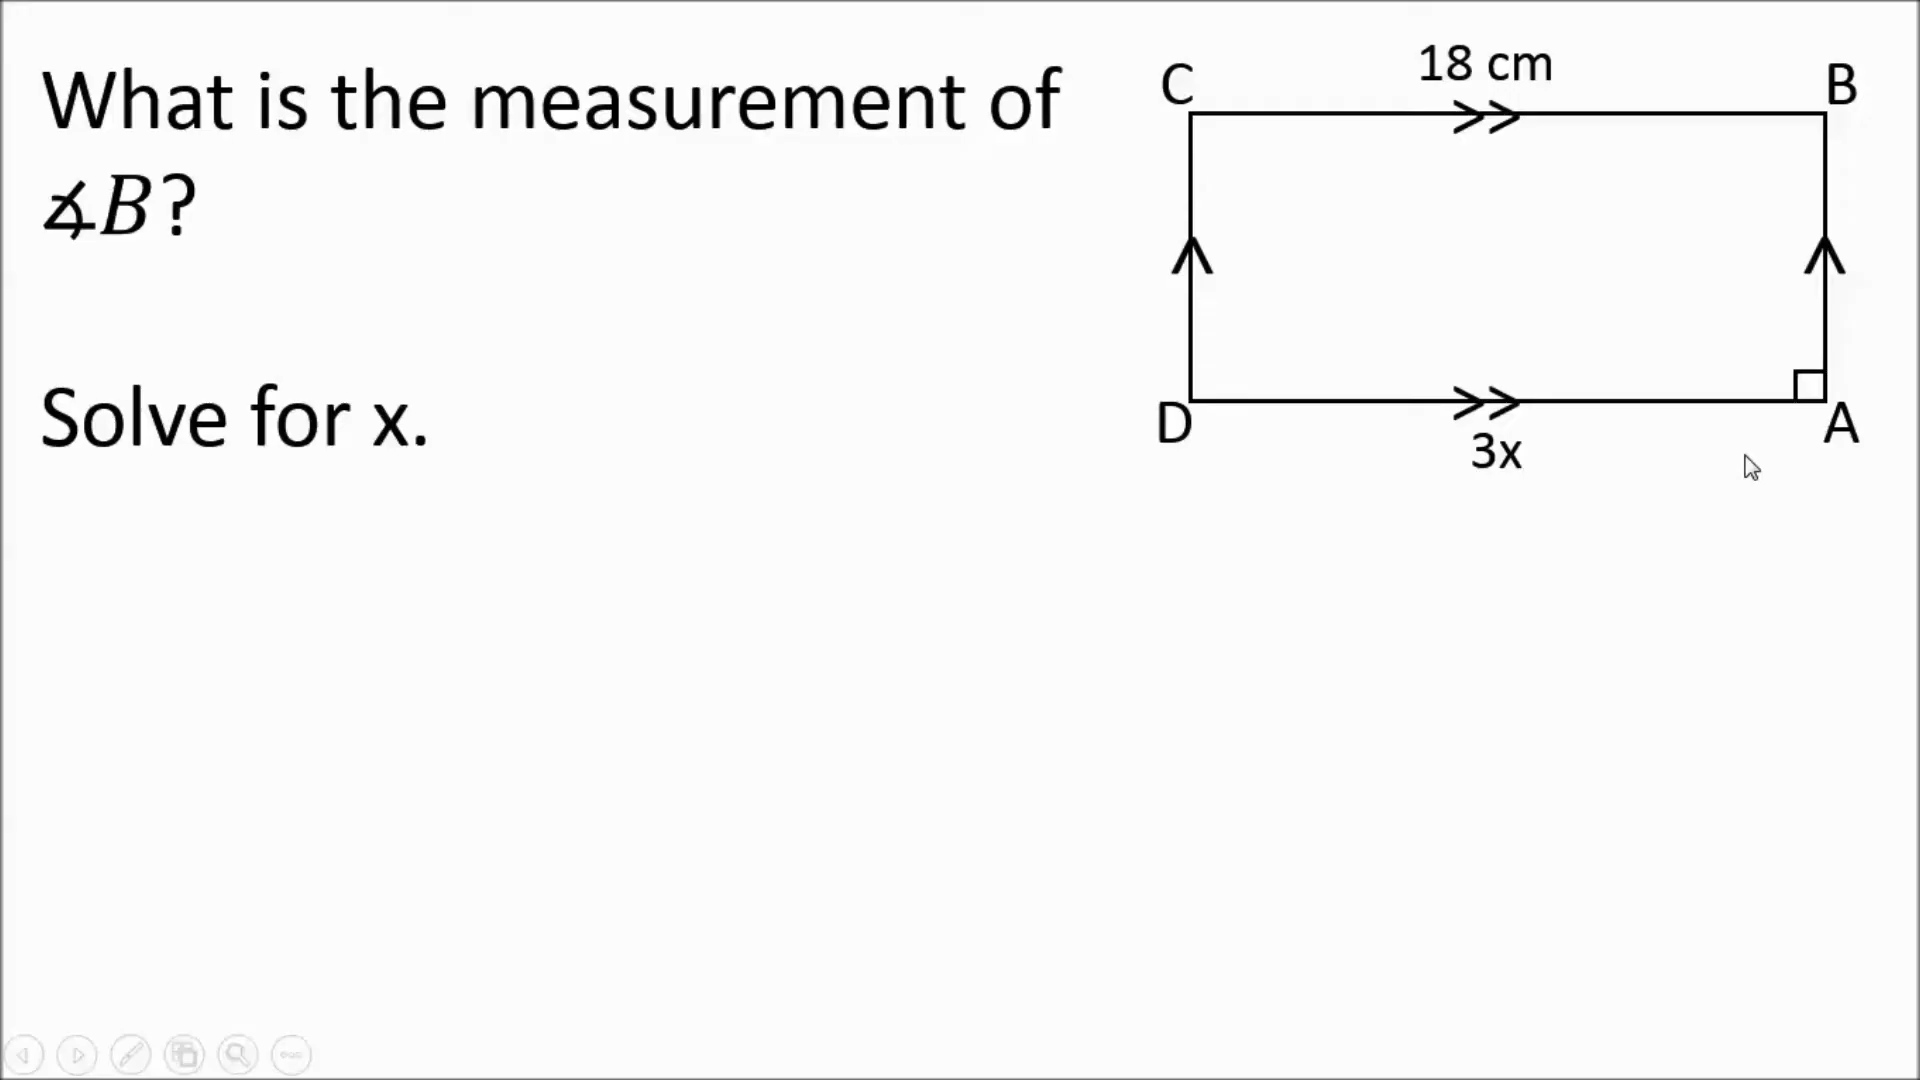 What is the measurement of
∡B?
Solve for x.
18 cm
C
B
D
A
3x